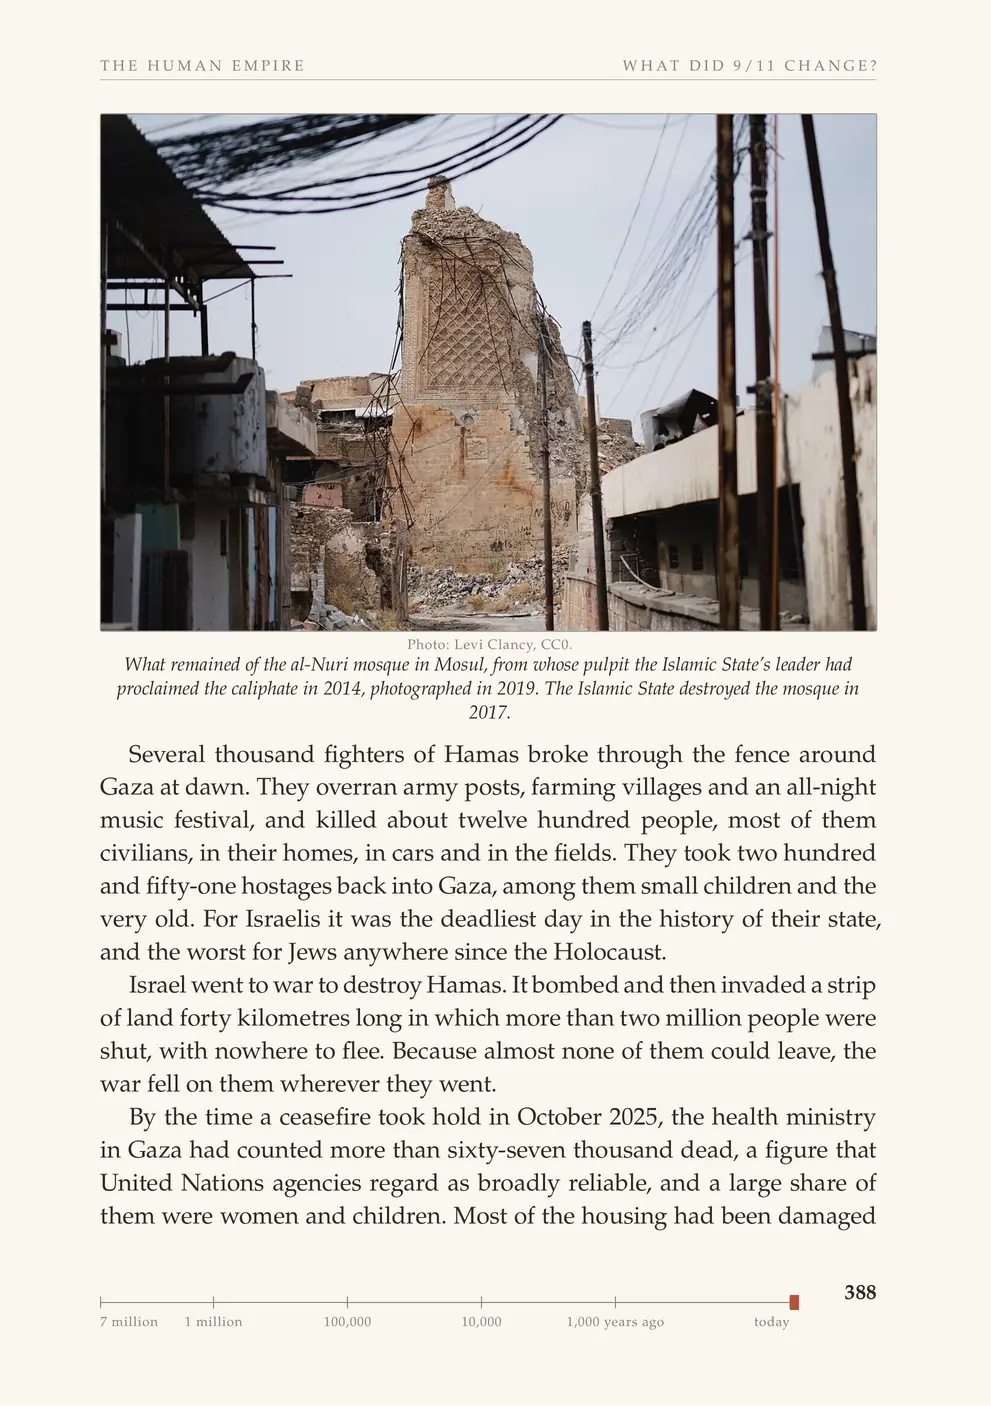 THE HUMAN EMPIRE
WHAT DID 9/11 CHANGE?
Photo: Levi Clancy, CC0.
What remained of the al-Nuri mosque in Mosul, from whose pulpit the Islamic State's leader had
proclaimed the caliphate in 2014, photographed in 2019. The Islamic State destroyed the mosque in
2017.
Several thousand fighters of Hamas broke through the fence around
Gaza at dawn. They overran army posts, farming villages and an all-night
music festival, and killed about twelve hundred people, most of them
civilians, in their homes, in cars and in the fields. They took two hundred
and fifty-one hostages back into Gaza, among them small children and the
very old. For Israelis it was the deadliest day in the history of their state,
and the worst for Jews anywhere since the Holocaust.
Israel went to war to destroy Hamas. It bombed and then invaded a strip
of land forty kilometres long in which more than two million people were
shut, with nowhere to flee. Because almost none of them could leave, the
war fell on them wherever they went.
By the time a ceasefire took hold in October 2025, the health ministry
in Gaza had counted more than sixty-seven thousand dead, a figure that
United Nations agencies regard as broadly reliable, and a large share of
them were women and children. Most of the housing had been damaged
388
7 million 1 million 100,000 10,000 1,000 years ago today